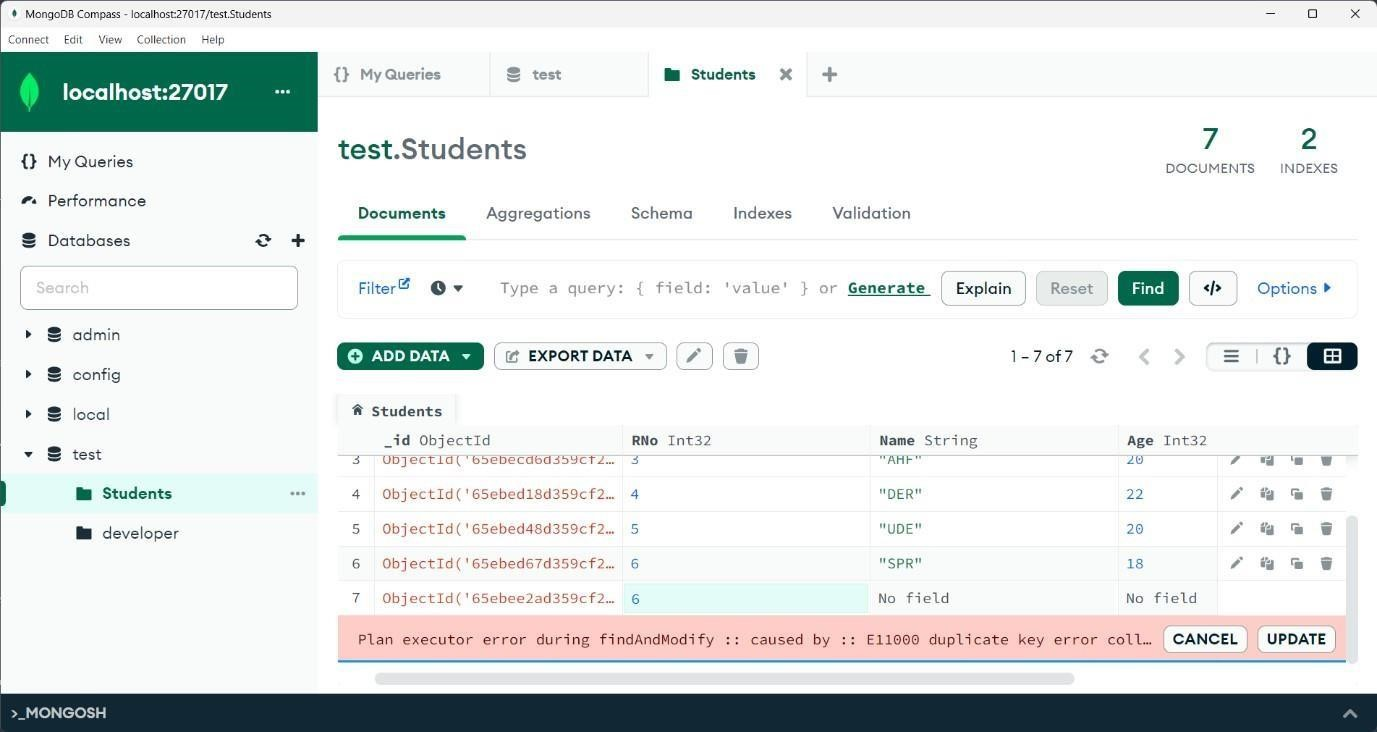 MongoDB Compass - localhost:27017/test.Students
Connect Edit View Collection Help
localhost:27017 ...
{} My Queries
test
Students
{} My Queries
Performance
Databases
Search
admin
config
local
test
Students ...
developer
test.Students
7
DOCUMENTS
2
INDEXES
Documents Aggregations Schema Indexes Validation
Filter Type a query: { field: 'value' } or Generate Explain Reset Find </> Options
ADD DATA EXPORT DATA 1 – 7 of 7 {}
Students
_id ObjectId RNo Int32 Name String Age Int32
3 ObjectId('65ebecd6d359cf2… 3 "AHF" 20
4 ObjectId('65ebed18d359cf2… 4 "DER" 22
5 ObjectId('65ebed48d359cf2… 5 "UDE" 20
6 ObjectId('65ebed67d359cf2… 6 "SPR" 18
7 ObjectId('65ebee2ad359cf2… 6 No field No field
Plan executor error during findAndModify :: caused by :: E11000 duplicate key error coll… CANCEL UPDATE
>_MONGOSH